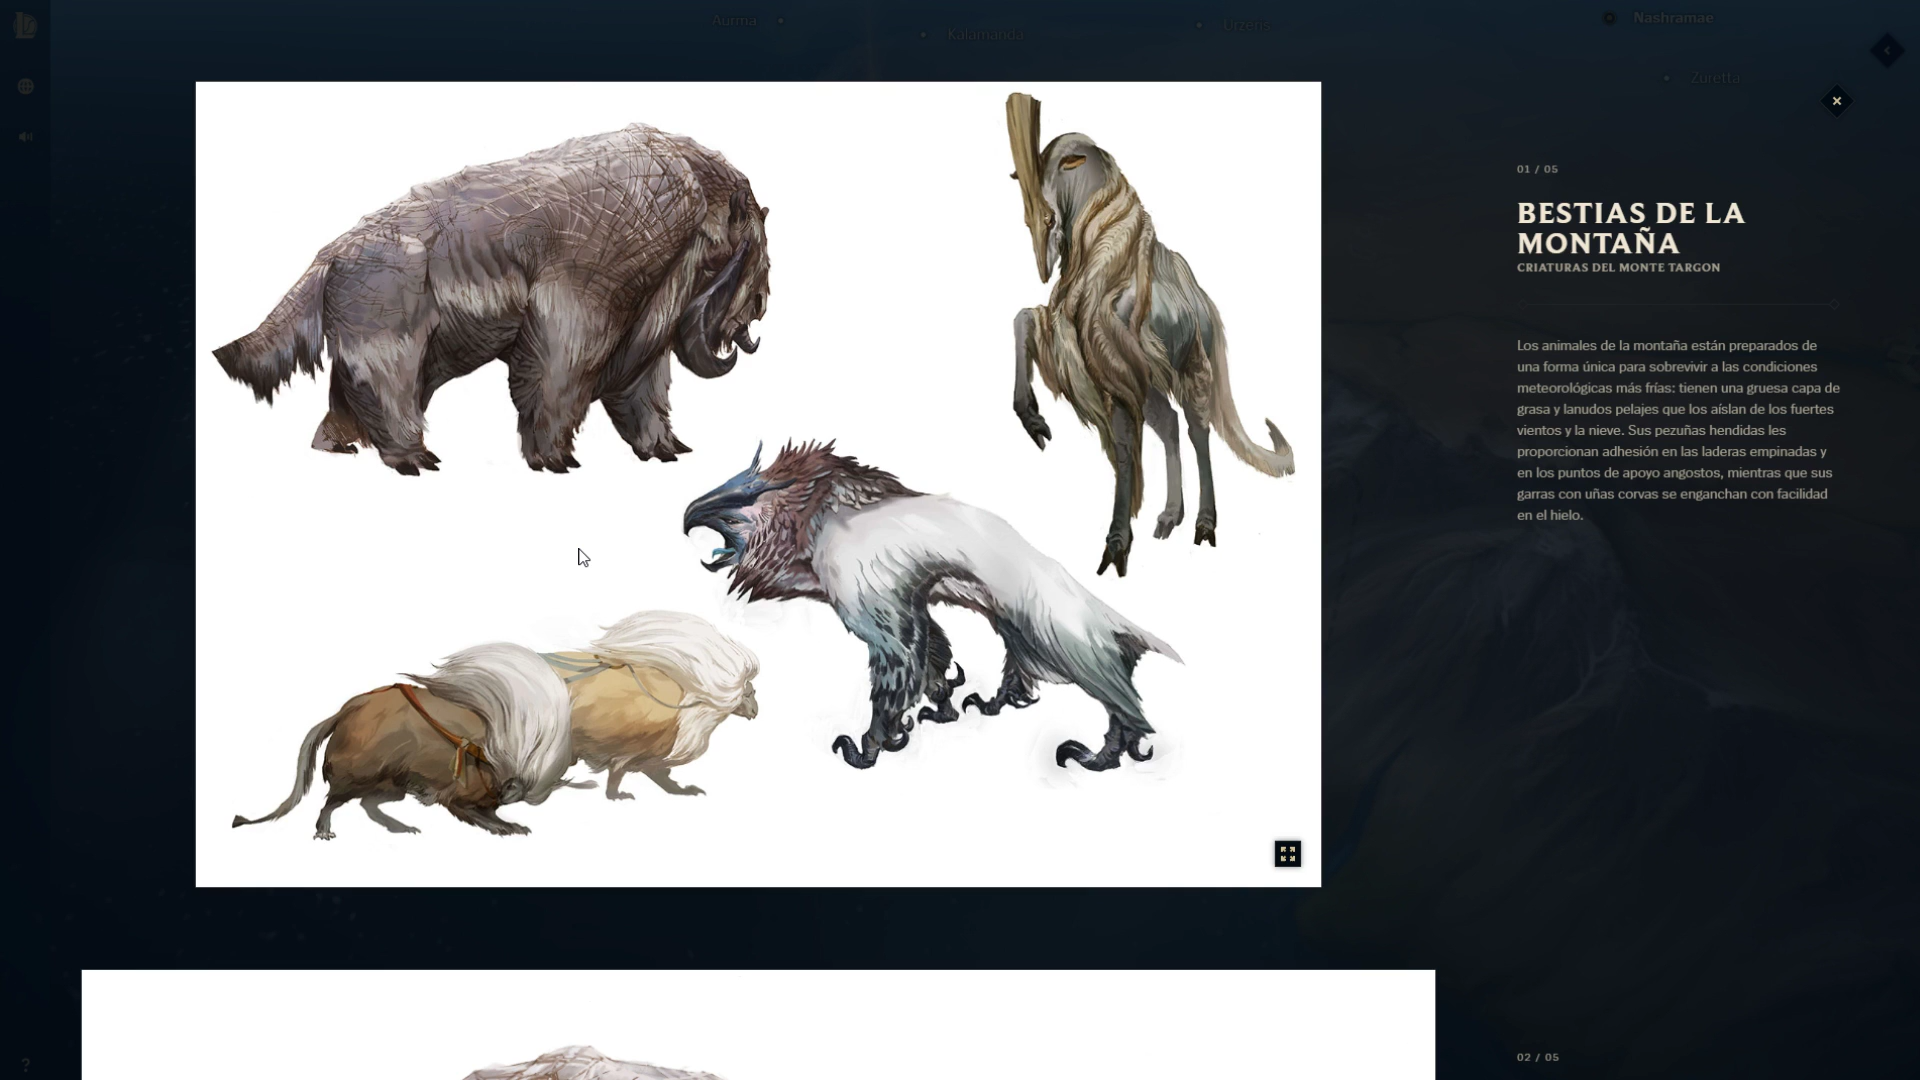 Aurma
Kalamanda
Urzeris
Nashramae
Zuretta
01 / 05
BESTIAS DE LA
MONTAÑA
CRIATURAS DEL MONTE TARGON
Los animales de la montaña están preparados de
una forma única para sobrevivir a las condiciones
meteorológicas más frías: tienen una gruesa capa de
grasa y lanudos pelajes que los aíslan de los fuertes
vientos y la nieve. Sus pezuñas hendidas les
proporcionan adhesión en las laderas empinadas y
en los puntos de apoyo angostos, mientras que sus
garras con uñas corvas se enganchan con facilidad
en el hielo.
?
02 / 05